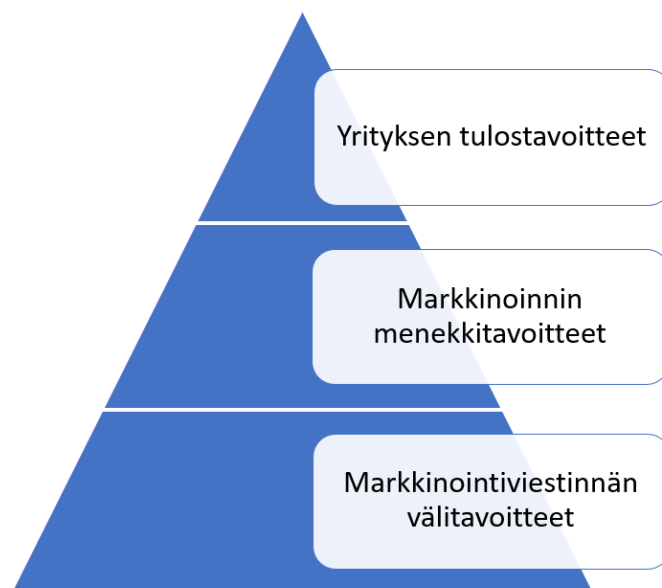 Yrityksen tulostavoitteet
Markkinoinnin
menekkitavoitteet
Markkinointiviestinnän
välitavoitteet